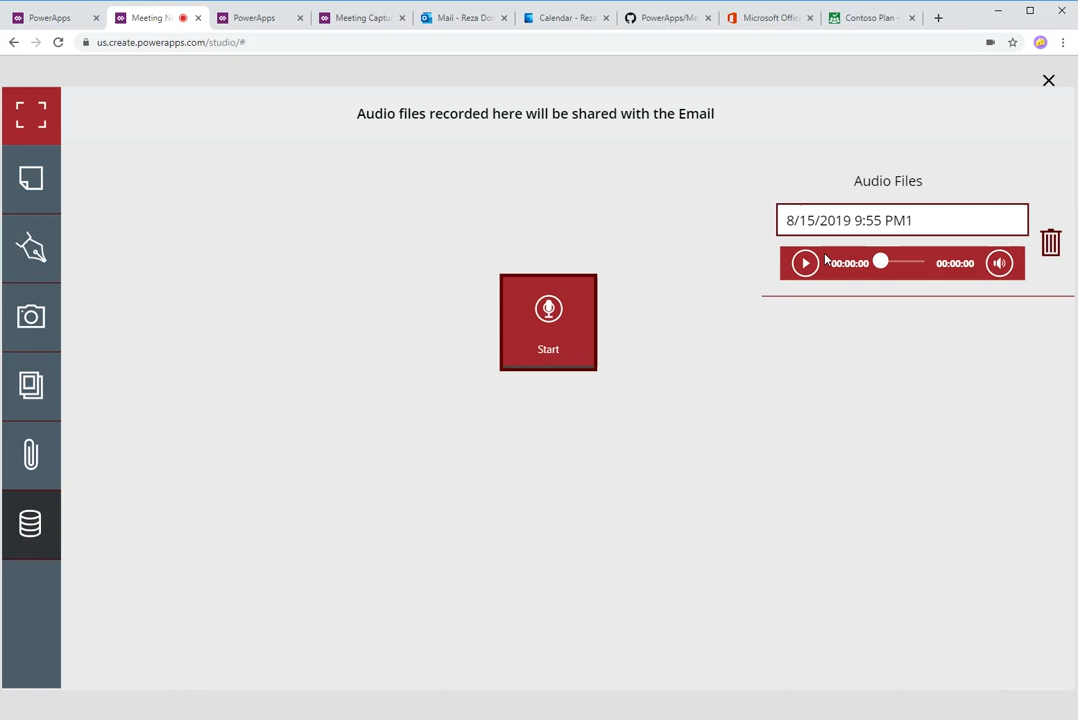 PowerApps
Meeting N
PowerApps
Meeting Captu
Mail - Reza Do
Calendar - Rez
PowerApps/Me
Microsoft Offic
Contoso Plan -
us.create.powerapps.com/studio/#
Audio files recorded here will be shared with the Email
Audio Files
8/15/2019 9:55 PM1
00:00:00
00:00:00
Start